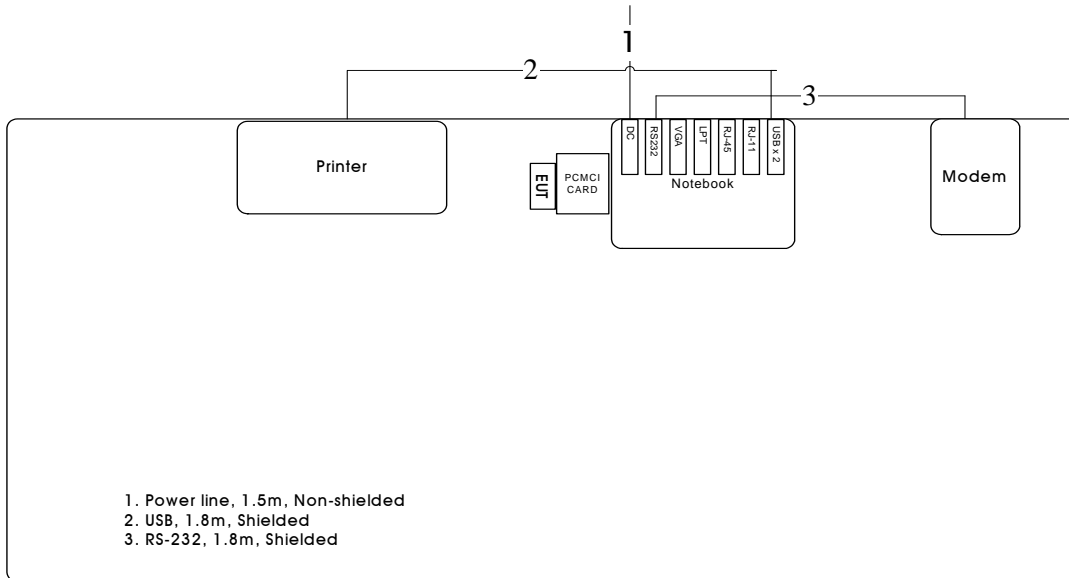 1
2
3
Printer
EUT
PCMCI
CARD
DC
RS232
VGA
LPT
RJ-45
RJ-11
USB x 2
Notebook
Modem
1. Power line, 1.5m, Non-shielded
2. USB, 1.8m, Shielded
3. RS-232, 1.8m, Shielded